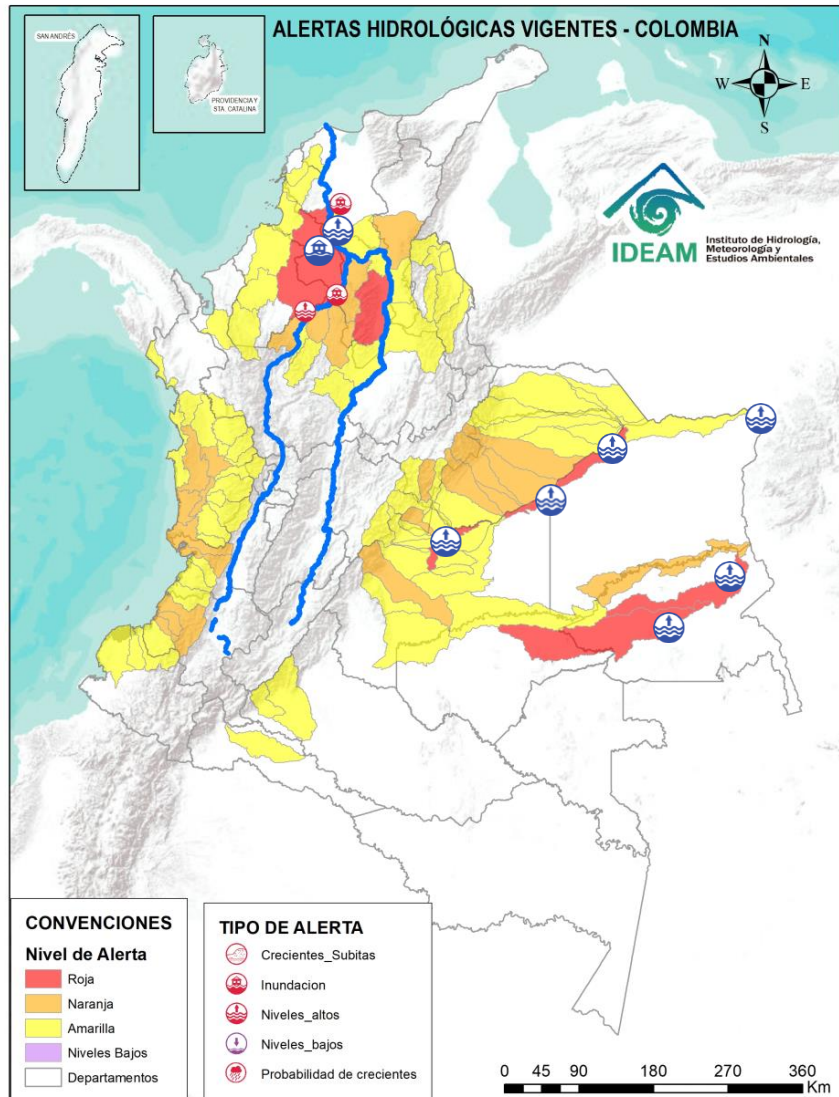 ALERTAS HIDROLÓGICAS VIGENTES - COLOMBIA
SAN ANDRÉS
PROVIDENCIA Y
STA. CATALINA
N
W
E
S
IDEAM
Instituto de Hidrología,
Meteorología y
Estudios Ambientales
CONVENCIONES
Nivel de Alerta
Roja
Naranja
Amarilla
Niveles Bajos
Departamentos
TIPO DE ALERTA
Crecientes_Subitas
Inundacion
Niveles_altos
Niveles_bajos
Probabilidad de crecientes
0 45 90 180 270 360
Km